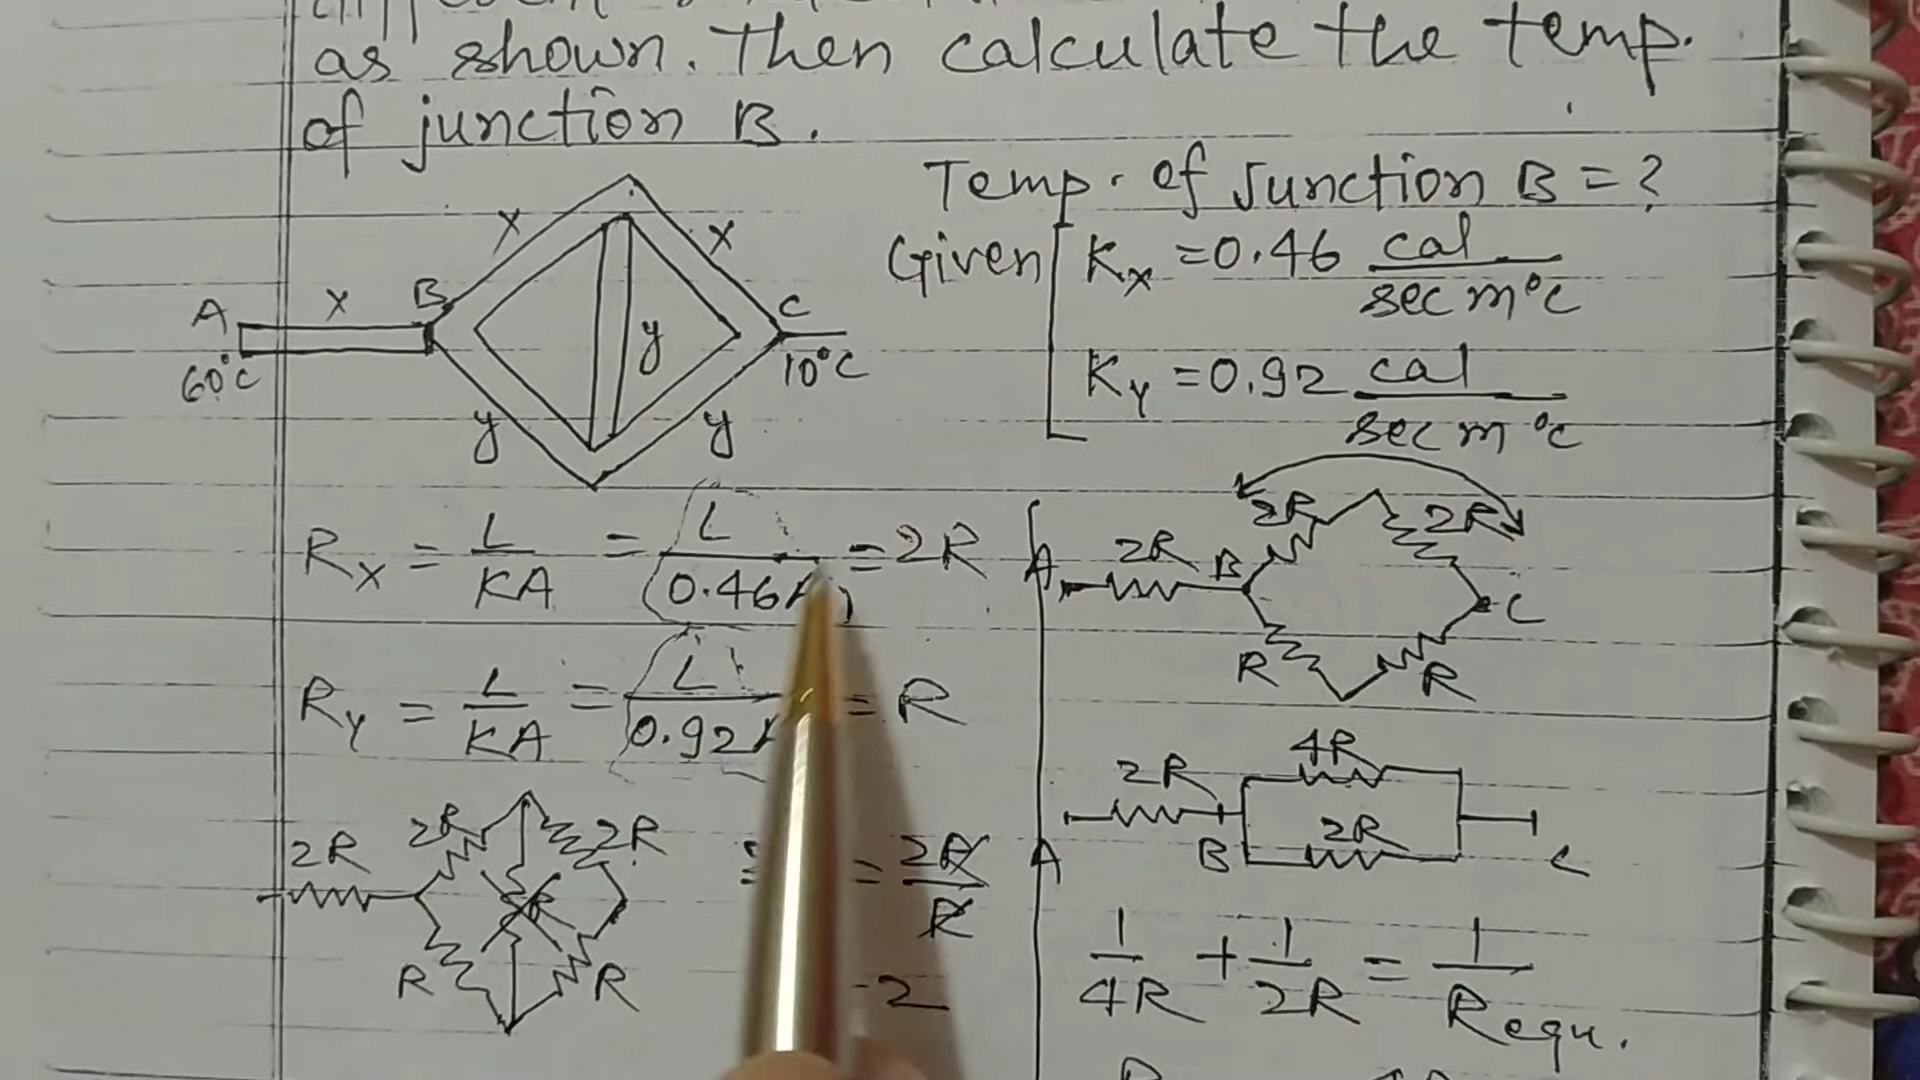 as shown. Then calculate the temp.
of junction B.
Temp. of Junction B = ?
Given Kx = 0.46 cal / sec m°C
Ky = 0.92 cal / sec m °C
x x
A x B y C
60°C 10°C
y y
Rx = L/KA = L/(0.46A) = 2R
Ry = L/KA = L/0.92 = R
2R 2R 2R
R R
= 2R/R
2
2R 2R
A 2R B C
R R
4R
2R 2R
A B C
1/4R + 1/2R = 1/Requ.